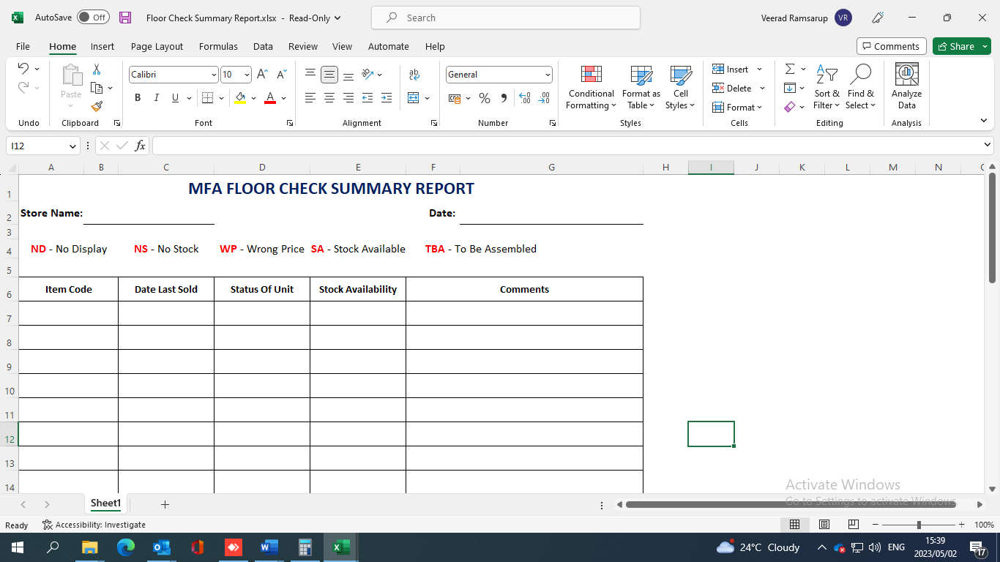 AutoSave Off Floor Check Summary Report.xlsx - Read-Only Search Veerad Ramsarup VR
File Home Insert Page Layout Formulas Data Review View Automate Help Comments Share
Paste Calibri 10 General Conditional Formatting Format as Table Cell Styles Insert Delete Format Sort & Filter Find & Select Analyze Data
B I U A ab % Σ
Undo Clipboard Font Alignment Number Styles Cells Editing Analysis
I12 fx
A B C D E F G H I J K L M N
1 MFA FLOOR CHECK SUMMARY REPORT
2 Store Name: Date:
3
4 ND - No Display NS - No Stock WP - Wrong Price SA - Stock Available TBA - To Be Assembled
5
6 Item Code Date Last Sold Status Of Unit Stock Availability Comments
7
8
9
10
11
12
13
14
Activate Windows
Go to Settings to activate Windows.
Sheet1
Ready Accessibility: Investigate 100%
24°C Cloudy ENG 15:39
2023/05/02 17